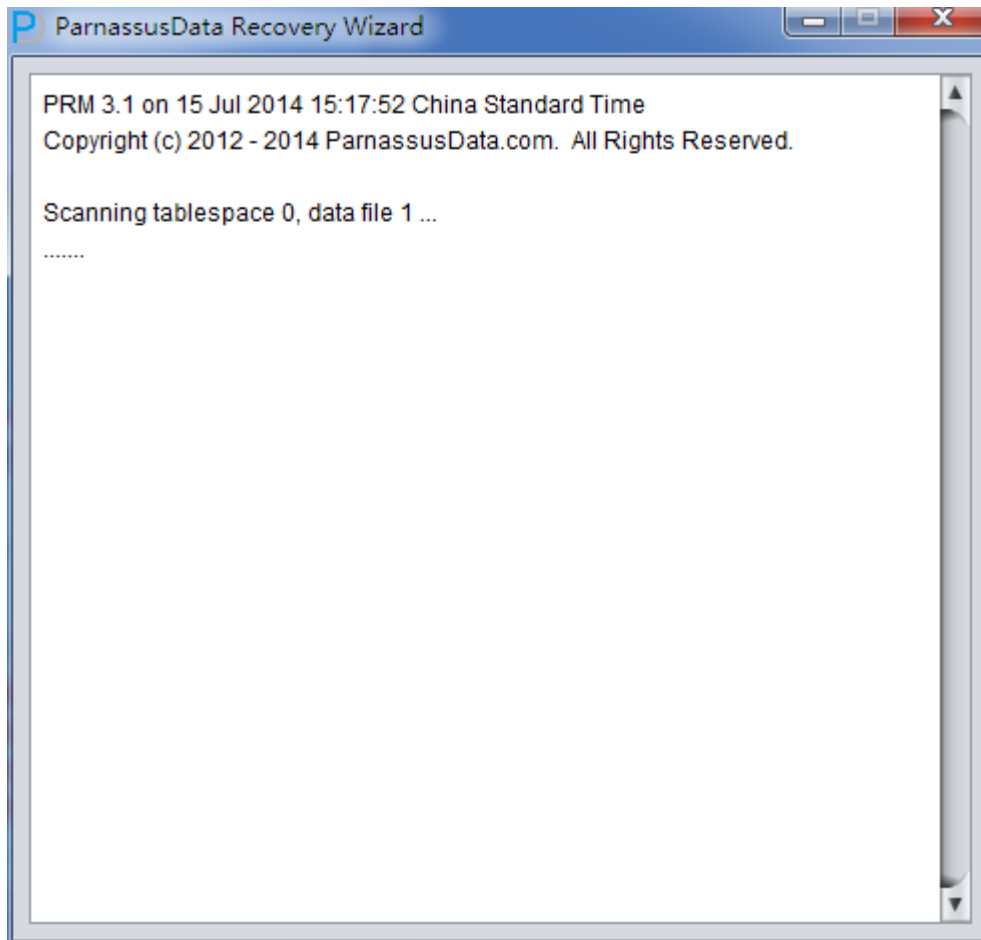 ParnassusData Recovery Wizard
PRM 3.1 on 15 Jul 2014 15:17:52 China Standard Time
Copyright (c) 2012 - 2014 ParnassusData.com.  All Rights Reserved.
Scanning tablespace 0, data file 1 ...
.......